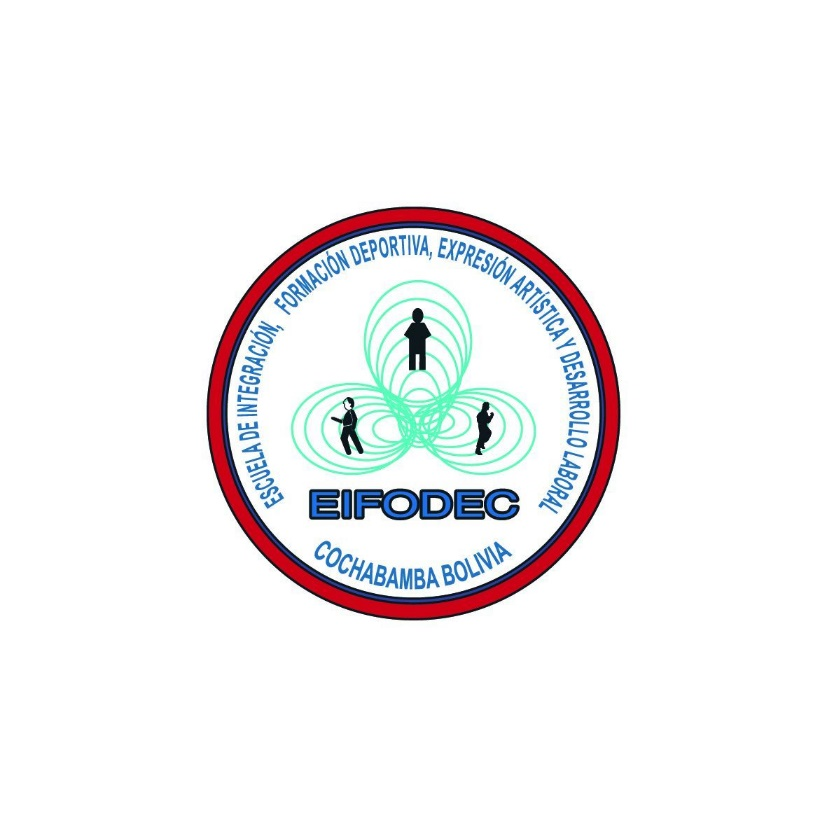 ESCUELA DE INTEGRACIÓN, FORMACIÓN DEPORTIVA, EXPRESIÓN ARTÍSTICA Y DESARROLLO LABORAL
EIFODEC
COCHABAMBA BOLIVIA